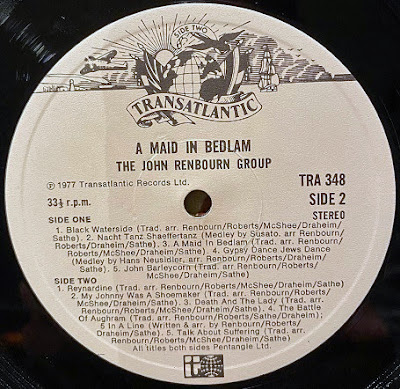 SIDE TWO
TRANSATLANTIC
A MAID IN BEDLAM
THE JOHN RENBOURN GROUP
℗ 1977 Transatlantic Records Ltd.
TRA 348
33⅓ r.p.m.
SIDE 2
STEREO
SIDE ONE
1. Black Waterside (Trad. arr. Renbourn/Roberts/McShee/Draheim/
Sathe). 2. Nacht Tanz Shaeffertanz (Medley by Susato. arr. Renbourn/
Roberts/Draheim/Sathe). 3. A Maid In Bedlam (Trad. arr. Renbourn/
Roberts/McShee/Draheim/Sathe). 4. Gypsy Dance Jews Dance
(Medley by Hans Neusidier, arr. Renbourn/Roberts/Draheim/
Sathe). 5. John Barleycorn (Trad. arr. Renbourn/Roberts/
McShee/Draheim/Sathe)
SIDE TWO
1. Reynardine (Trad. arr. Renbourn/Roberts/McShee/Draheim/Sathe)
2. My Johnny Was A Shoemaker (Trad. arr. Renbourn/Roberts/
McShee/Draheim/Sathe). 3. Death And The Lady (Trad. arr.
Renbourn/Roberts/McShee/Draheim/Sathe). 4. The Battle
Of Aughram (Trad. arr. Renbourn/Roberts/Sathe/Draheim);
5 In A Line (Written & arr. by Renbourn/Roberts/
Draheim/Sathe). 5. Talk About Suffering (Trad. arr.
Renbourn/Roberts/McShee/Draheim/Sathe)
All titles both sides Pentangle Ltd.